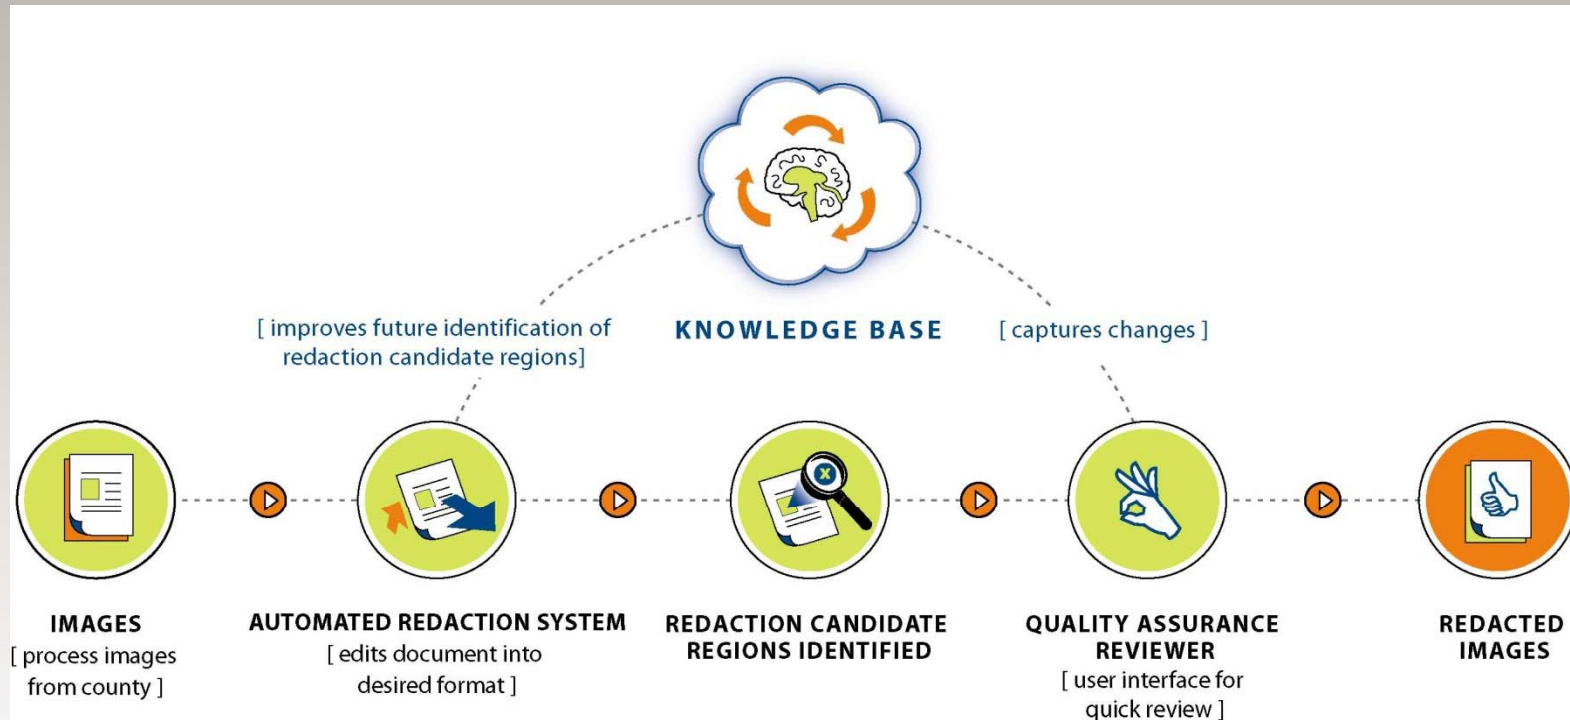 [ improves future identification of
redaction candidate regions]
KNOWLEDGE BASE
[ captures changes ]
IMAGES
[ process images
from county ]
AUTOMATED REDACTION SYSTEM
[ edits document into
desired format ]
REDACTION CANDIDATE
REGIONS IDENTIFIED
X
QUALITY ASSURANCE
REVIEWER
[ user interface for
quick review ]
REDACTED
IMAGES